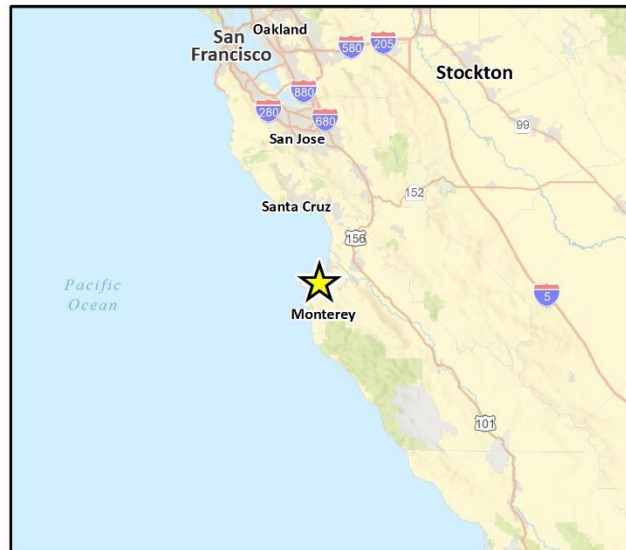 Oakland
San
Francisco
580
205
Stockton
880
280
680
99
San Jose
152
Santa Cruz
156
Pacific
Ocean
5
Monterey
101